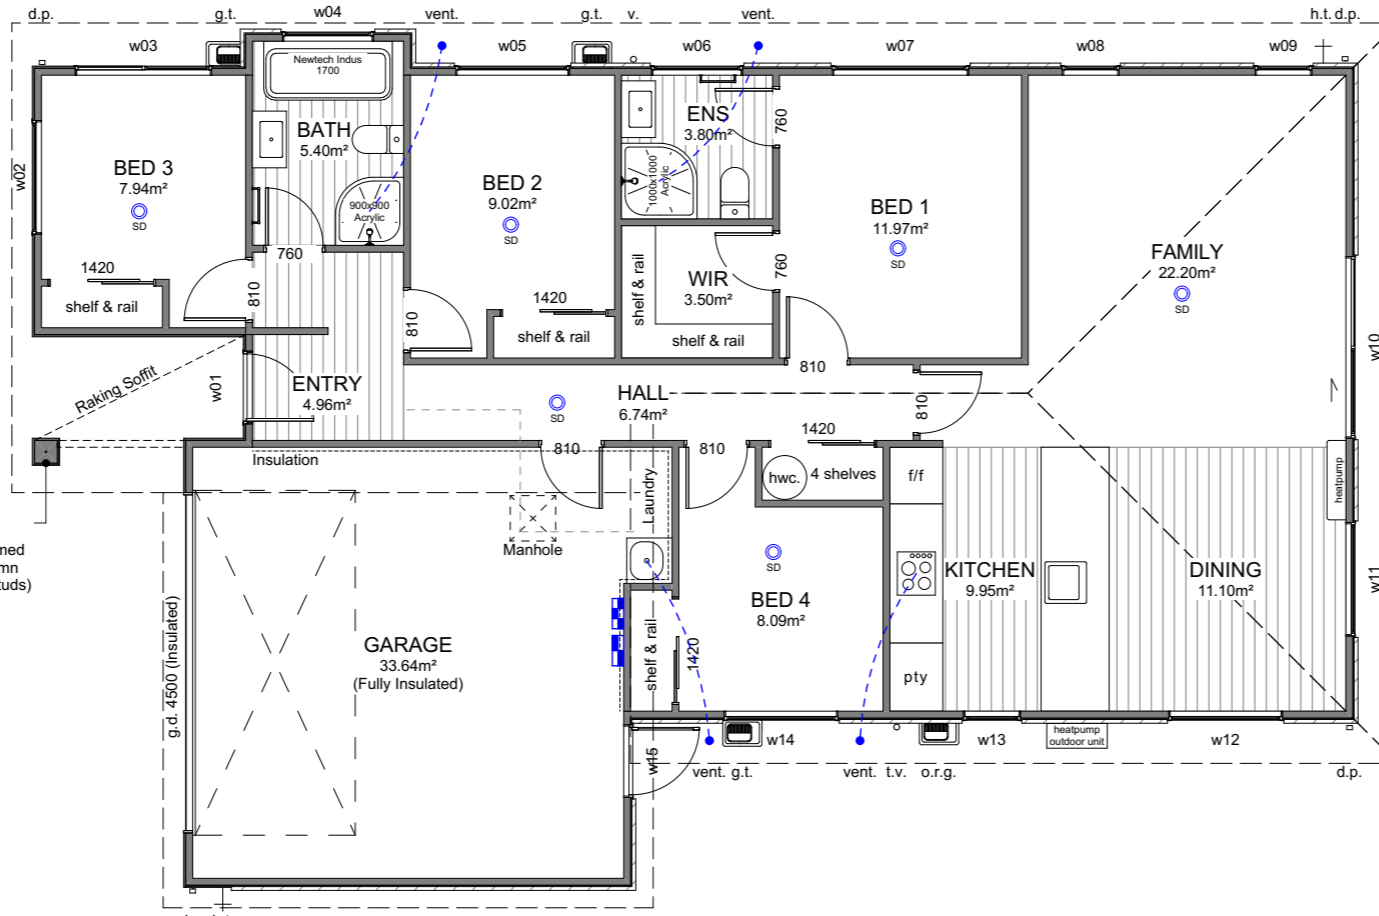 d.p.
g.t.
w04
vent.
g.t.
v.
vent.
h.t.
d.p.
w03
w05
w06
w07
w08
w09
Newtech Indus
1700
BATH
5.40m²
ENS
3.80m²
760
BED 3
7.94m²
SD
w02
BED 2
9.02m²
SD
900x900
Acrylic
1000x1000
Acrylic
BED 1
11.97m²
SD
FAMILY
22.20m²
SD
760
1420
shelf & rail
810
810
1420
shelf & rail
shelf & rail
WIR
3.50m²
760
shelf & rail
w10
Raking Soffit
w01
ENTRY
4.96m²
SD
HALL
6.74m²
810
810
Insulation
810
810
1420
hwc.
4 shelves
f/f
Laundry
heatpump
Manhole
SD
KITCHEN
9.95m²
DINING
11.10m²
w11
g.d. 4500 (Insulated)
GARAGE
33.64m²
(Fully Insulated)
shelf & rail
1420
BED 4
8.09m²
pty
w15
w14
w13
heatpump
outdoor unit
w12
vent.
g.t.
vent.
t.v.
o.r.g.
d.p.